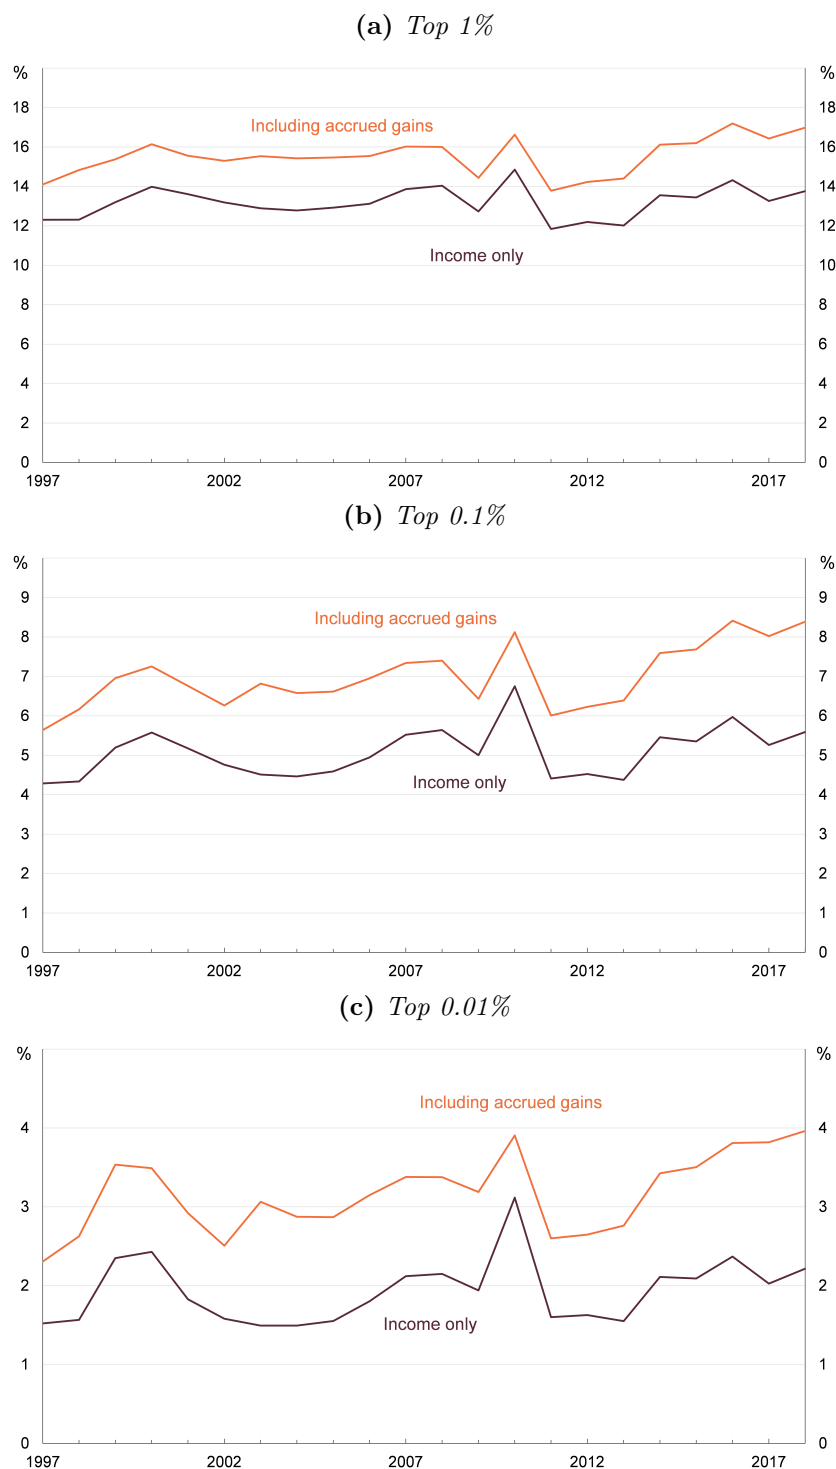 (a) Top 1%
% %
18 18
Including accrued gains
16 16
14 14
12 12
Income only
10 10
8 8
6 6
4 4
2 2
0 0
1997 2002 2007 2012 2017
(b) Top 0.1%
% %
9 9
Including accrued gains
8 8
7 7
6 6
5 5
Income only
4 4
3 3
2 2
1 1
0 0
1997 2002 2007 2012 2017
(c) Top 0.01%
% %
Including accrued gains
4 4
3 3
2 2
Income only
1 1
0 0
1997 2002 2007 2012 2017